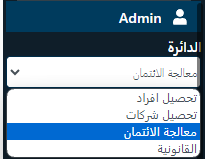 Admin
الدائرة
معالجة الائتمان
تحصيل افراد
تحصيل شركات
معالجة الائتمان
القانونية